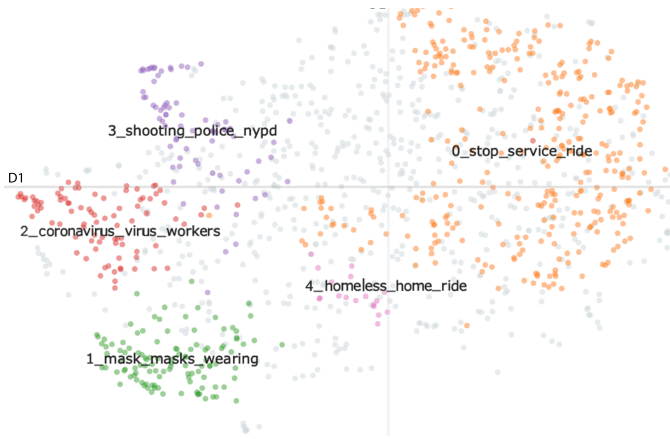 3_shooting_police_nypd
0_stop_service_ride
D1
2_coronavirus_virus_workers
4_homeless_home_ride
1_mask_masks_wearing